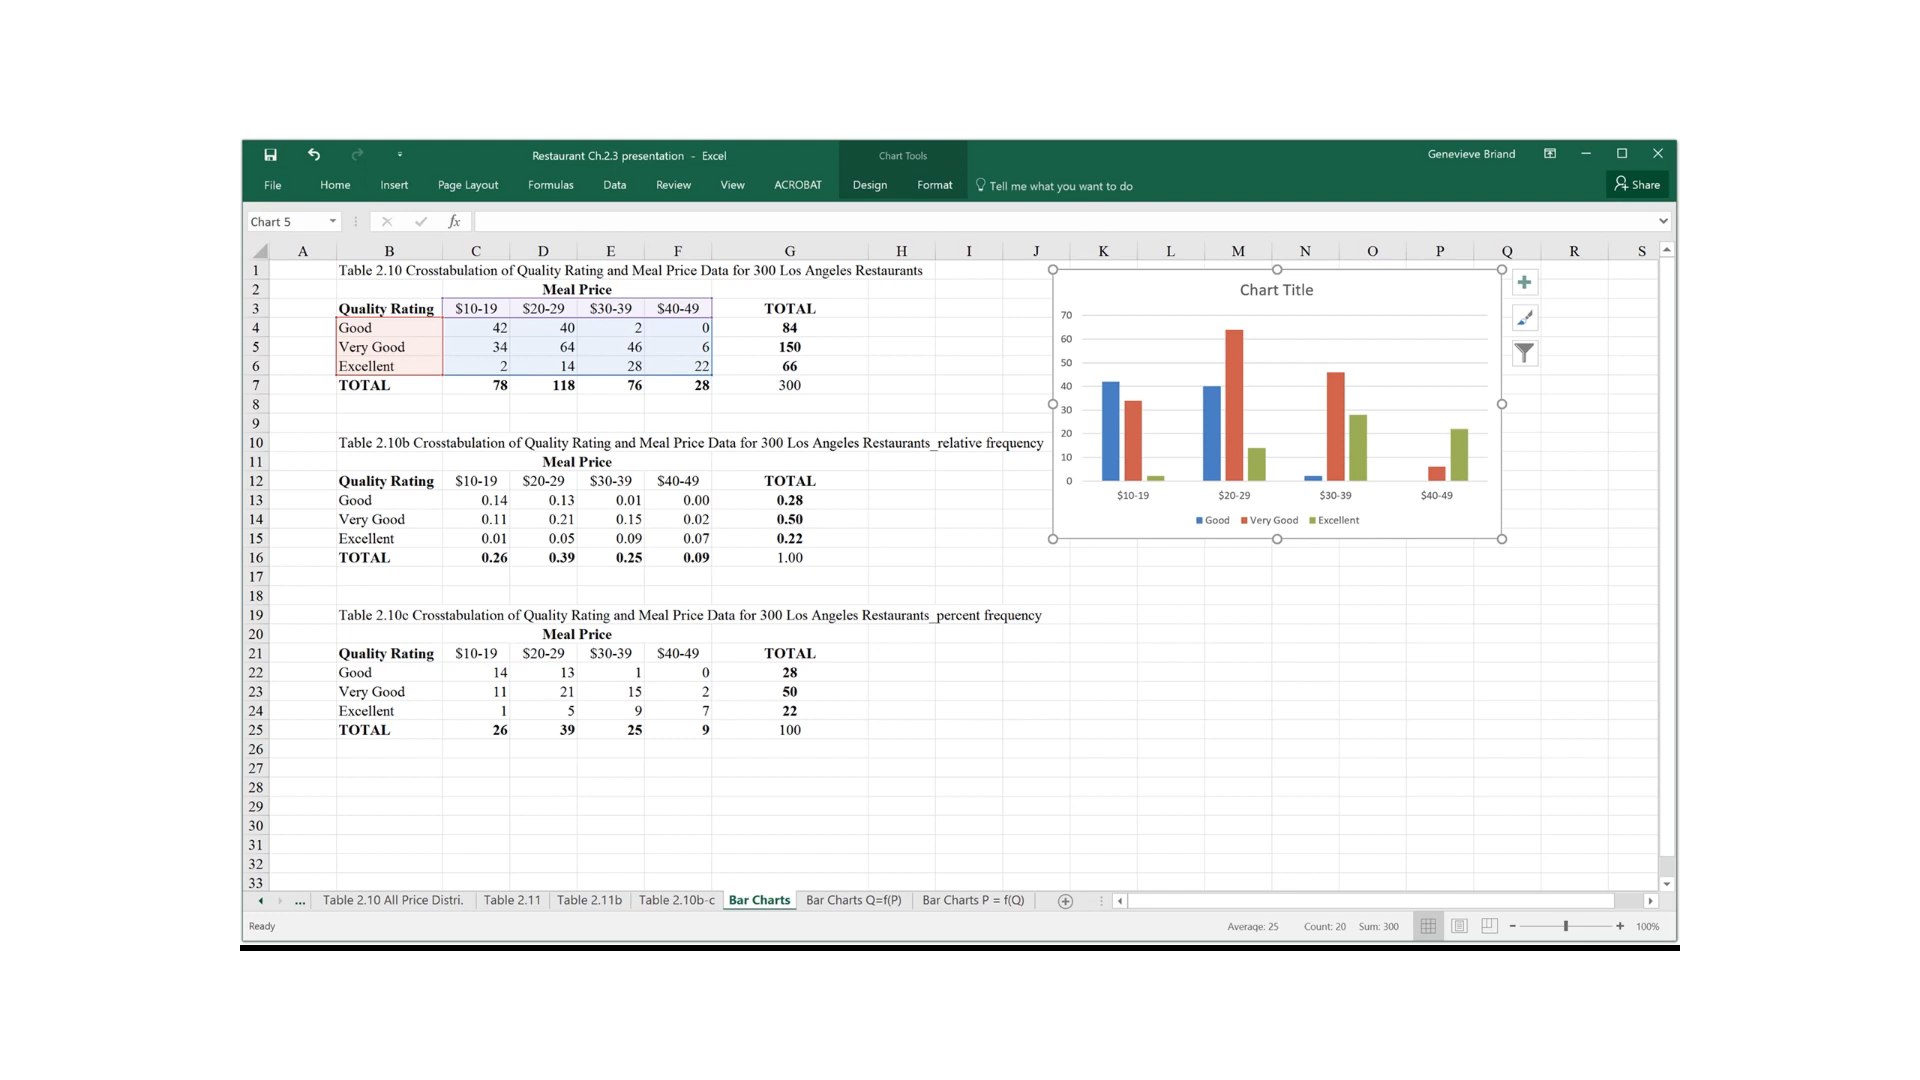 Restaurant Ch.2.3 presentation - Excel
Chart Tools
Genevieve Briand
File Home Insert Page Layout Formulas Data Review View ACROBAT Design Format Tell me what you want to do Share
Chart 5 fx
A B C D E F G H I J K L M N O P Q R S
1 Table 2.10 Crosstabulation of Quality Rating and Meal Price Data for 300 Los Angeles Restaurants
2 Meal Price
3 Quality Rating $10-19 $20-29 $30-39 $40-49 TOTAL
4 Good 42 40 2 0 84
5 Very Good 34 64 46 6 150
6 Excellent 2 14 28 22 66
7 TOTAL 78 118 76 28 300
8
9
10 Table 2.10b Crosstabulation of Quality Rating and Meal Price Data for 300 Los Angeles Restaurants_relative frequency
11 Meal Price
12 Quality Rating $10-19 $20-29 $30-39 $40-49 TOTAL
13 Good 0.14 0.13 0.01 0.00 0.28
14 Very Good 0.11 0.21 0.15 0.02 0.50
15 Excellent 0.01 0.05 0.09 0.07 0.22
16 TOTAL 0.26 0.39 0.25 0.09 1.00
17
18
19 Table 2.10c Crosstabulation of Quality Rating and Meal Price Data for 300 Los Angeles Restaurants_percent frequency
20 Meal Price
21 Quality Rating $10-19 $20-29 $30-39 $40-49 TOTAL
22 Good 14 13 1 0 28
23 Very Good 11 21 15 2 50
24 Excellent 1 5 9 7 22
25 TOTAL 26 39 25 9 100
26
27
28
29
30
31
32
33
Chart Title
70
60
50
40
30
20
10
0
$10-19 $20-29 $30-39 $40-49
Good Very Good Excellent
... Table 2.10 All Price Distri. Table 2.11 Table 2.11b Table 2.10b-c Bar Charts Bar Charts Q=f(P) Bar Charts P = f(Q)
Ready Average: 25 Count: 20 Sum: 300 100%